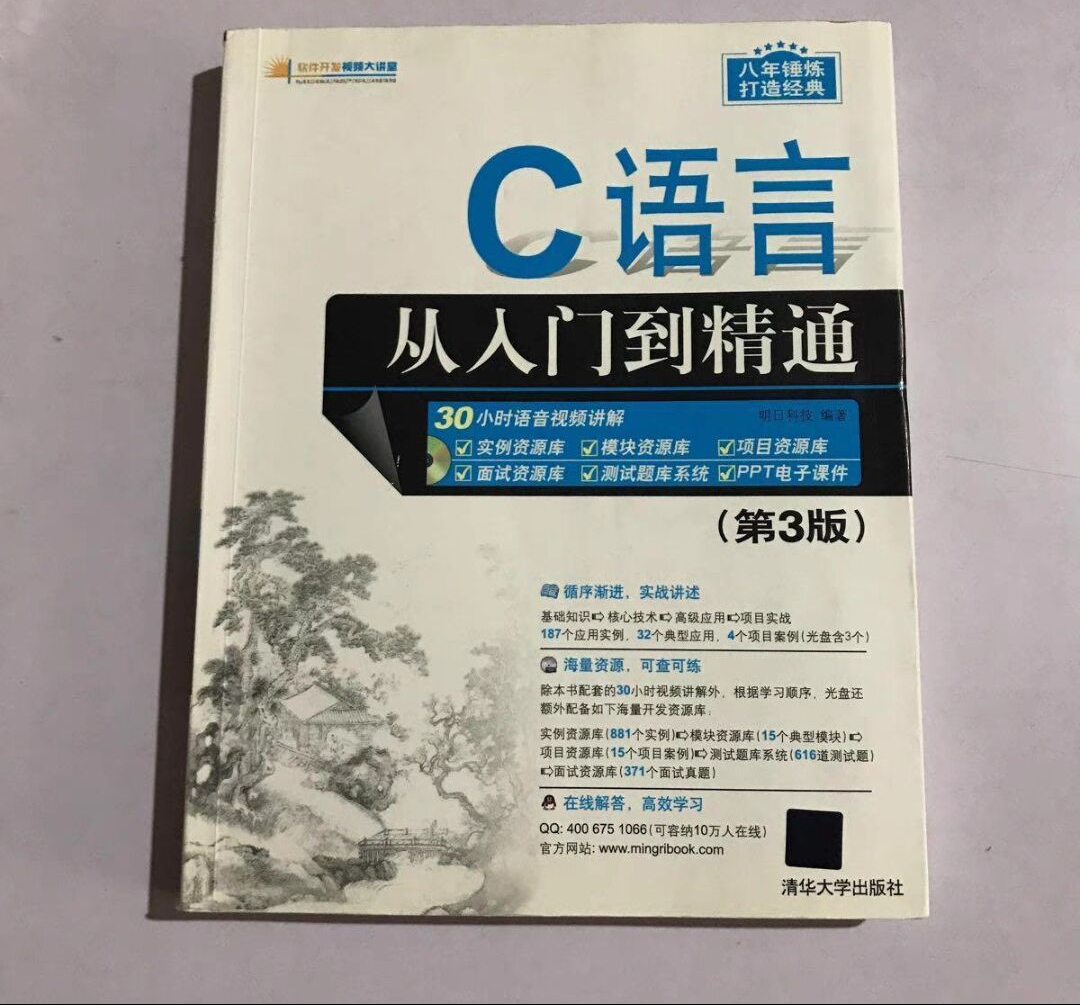 软件开发视频大讲堂
八年锤炼
打造经典
C语言
从入门到精通
30小时语音视频讲解
明日科技 编著
实例资源库 模块资源库 项目资源库
面试资源库 测试题库系统 PPT电子课件
（第3版）
循序渐进，实战讲述
基础知识⇨核心技术⇨高级应用⇨项目实战
187个应用实例，32个典型应用，4个项目案例(光盘含3个)
海量资源，可查可练
除本书配套的30小时视频讲解外，根据学习顺序，光盘还
额外配备如下海量开发资源库：
实例资源库(881个实例)⇨模块资源库(15个典型模块)⇨
项目资源库(15个项目案例)⇨测试题库系统(616道测试题)
⇨面试资源库(371个面试真题)
在线解答，高效学习
QQ: 400 675 1066(可容纳10万人在线)
官方网站: www.mingribook.com
清华大学出版社